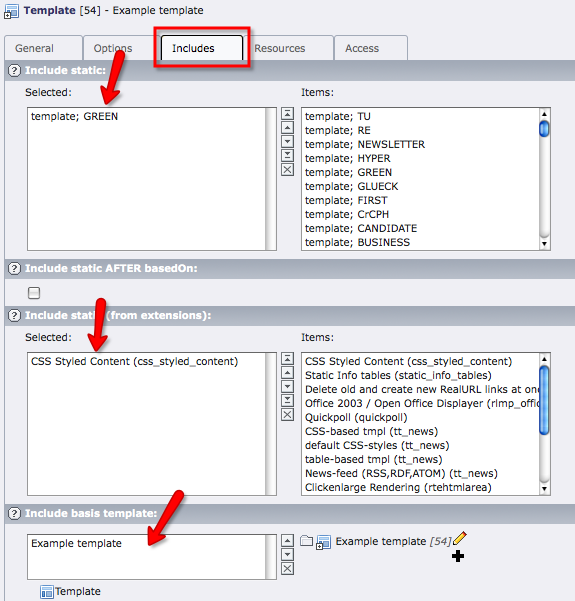 Template [54] - Example template
General Options Includes Resources Access
Include static:
Selected: Items:
template; GREEN
template; TU
template; RE
template; NEWSLETTER
template; HYPER
template; GREEN
template; GLUECK
template; FIRST
template; CrCPH
template; CANDIDATE
template; BUSINESS
Include static AFTER basedOn:
Include static (from extensions):
Selected: Items:
CSS Styled Content (css_styled_content)
CSS Styled Content (css_styled_content)
Static Info tables (static_info_tables)
Delete old and create new RealURL links at one
Office 2003 / Open Office Displayer (rlmp_offic
Quickpoll (quickpoll)
CSS-based tmpl (tt_news)
default CSS-styles (tt_news)
table-based tmpl (tt_news)
News-feed (RSS,RDF,ATOM) (tt_news)
Clickenlarge Rendering (rtehtmlarea)
Include basis template:
Example template
Example template [54]
Template